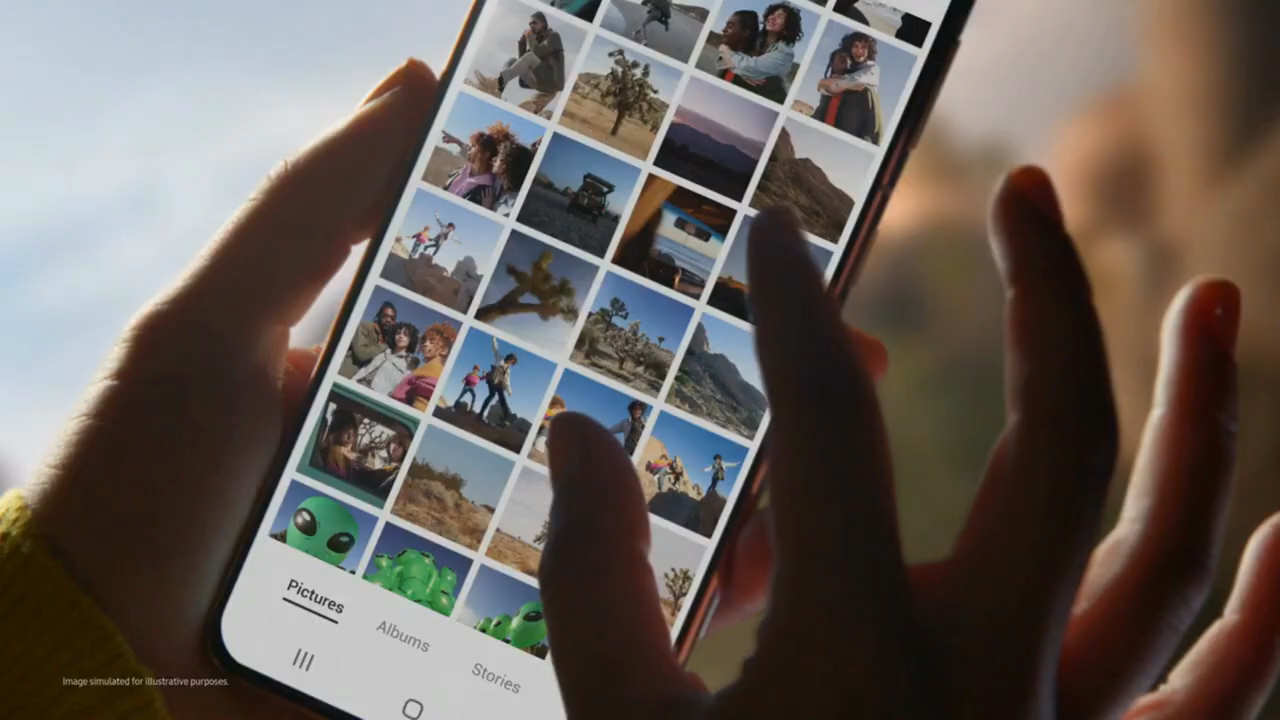 Pictures
Albums
Stories
Image simulated for illustrative purposes.